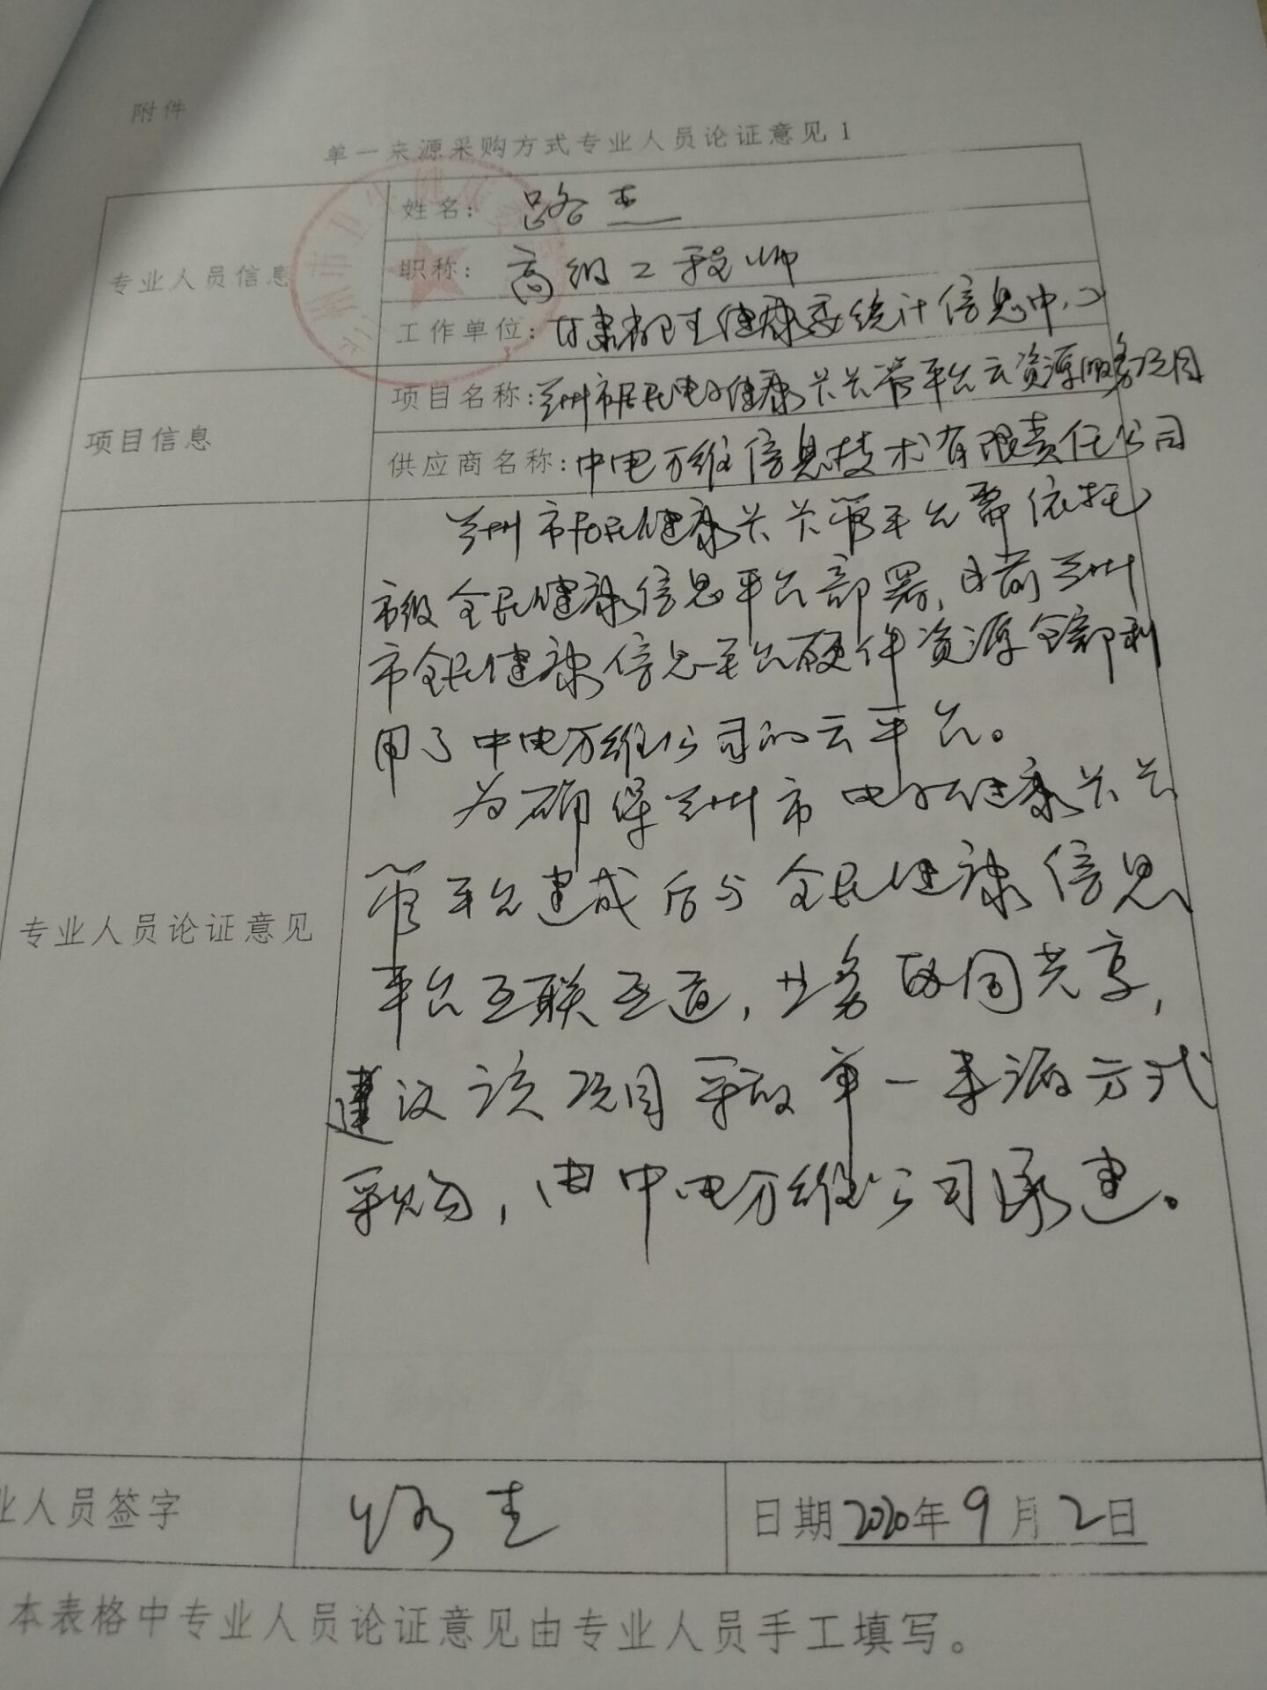 附件
单一来源采购方式专业人员论证意见1
专业人员信息
姓名：路杰
职称：高级工程师
工作单位：甘肃省卫生健康委统计信息中心
项目信息
项目名称：兰州市居民电子健康卡卡管平台云资源服务项目
供应商名称：中电万维信息技术有限责任公司
专业人员论证意见
兰州市居民健康卡卡管平台需依托
市级全民健康信息平台部署，目前兰州
市全民健康信息平台硬件资源全部利
用了中电万维公司的云平台。
为确保兰州市电子健康卡卡
管平台建成后与全民健康信息
平台互联互通，业务协同共享，
建议该项目采取单一来源方式
采购，由中电万维公司承建。
业人员签字
路杰
日期2020年9月2日
本表格中专业人员论证意见由专业人员手工填写。